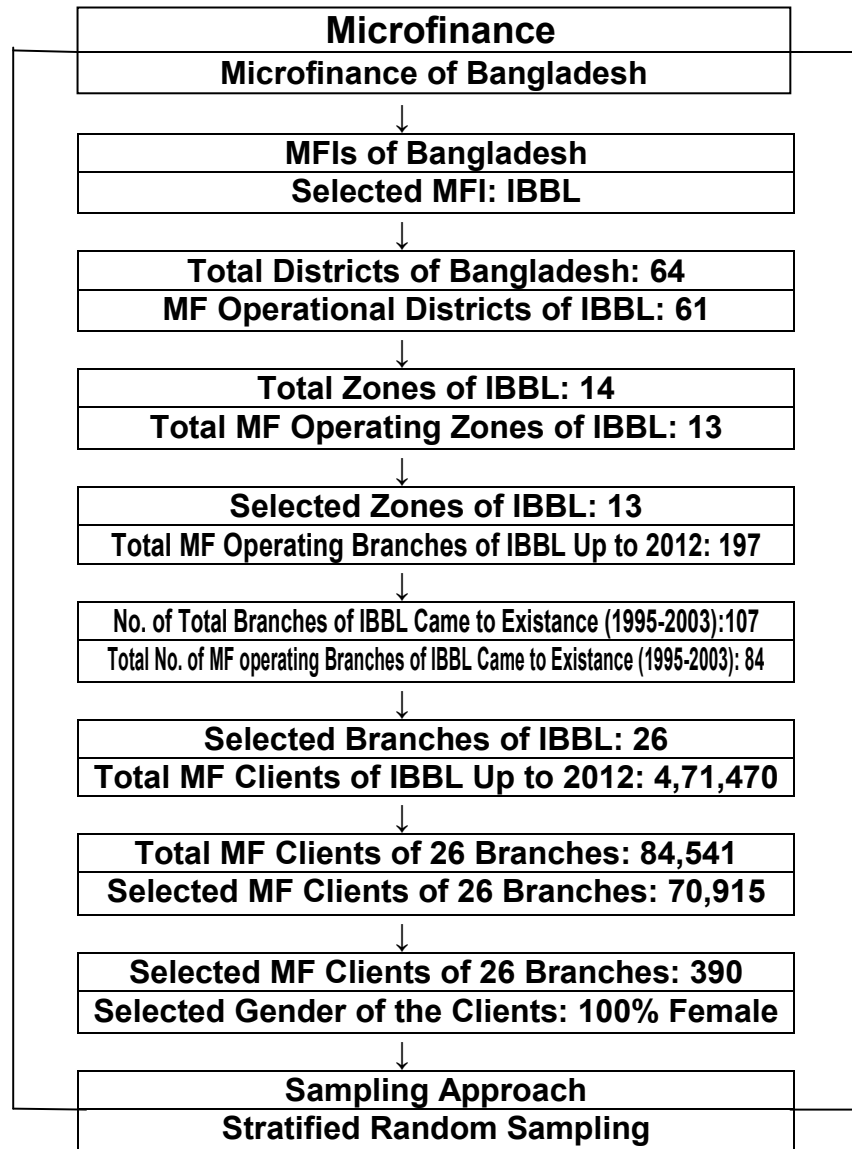 Microfinance
Microfinance of Bangladesh
↓
MFIs of Bangladesh
Selected MFI: IBBL
↓
Total Districts of Bangladesh: 64
MF Operational Districts of IBBL: 61
↓
Total Zones of IBBL: 14
Total MF Operating Zones of IBBL: 13
↓
Selected Zones of IBBL: 13
Total MF Operating Branches of IBBL Up to 2012: 197
↓
No. of Total Branches of IBBL Came to Existance (1995-2003):107
Total No. of MF operating Branches of IBBL Came to Existance (1995-2003): 84
↓
Selected Branches of IBBL: 26
Total MF Clients of IBBL Up to 2012: 4,71,470
↓
Total MF Clients of 26 Branches: 84,541
Selected MF Clients of 26 Branches: 70,915
↓
Selected MF Clients of 26 Branches: 390
Selected Gender of the Clients: 100% Female
↓
Sampling Approach
Stratified Random Sampling